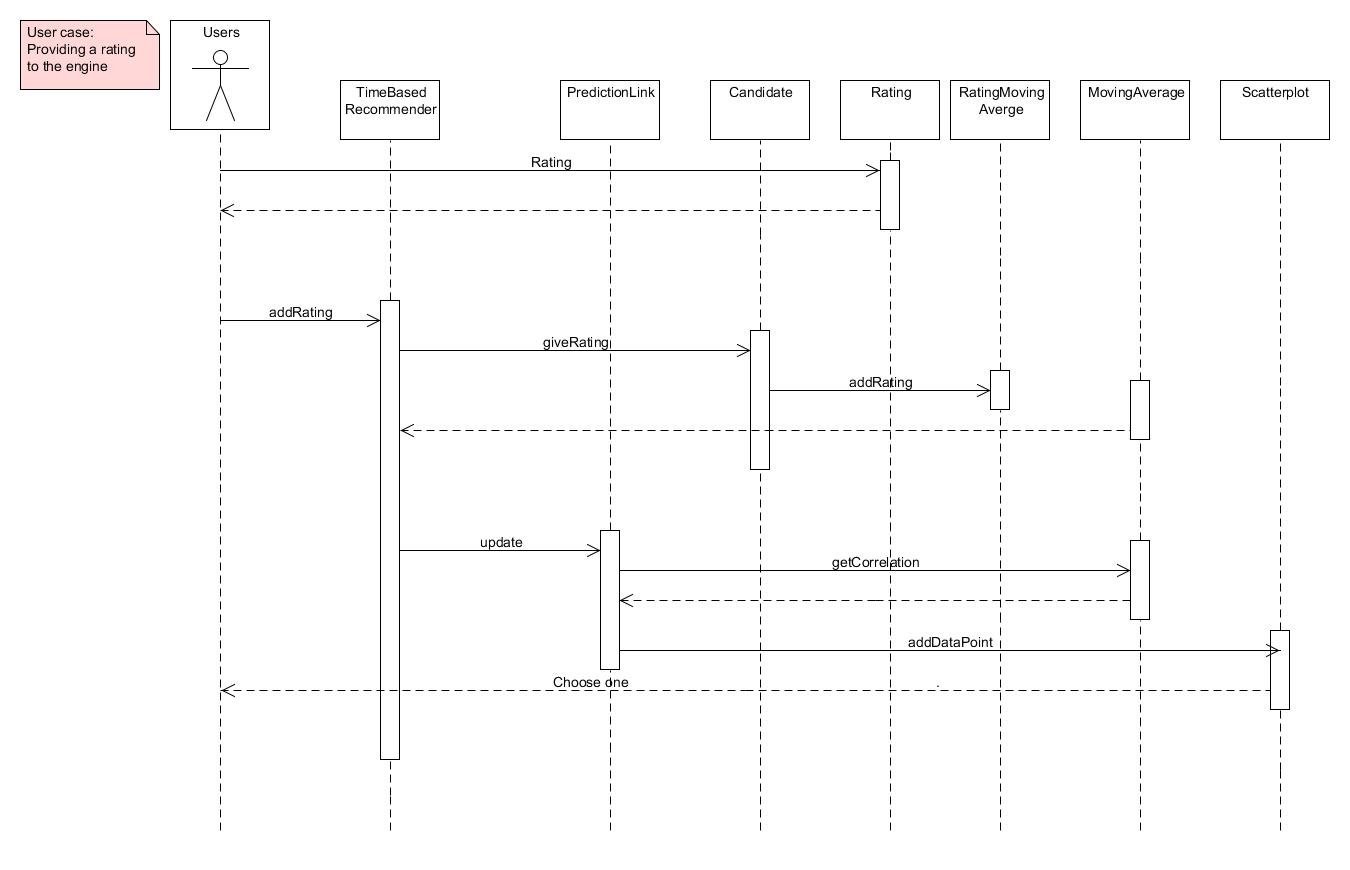 User case:
Providing a rating
to the engine
Users
TimeBased
Recommender
PredictionLink
Candidate
Rating
RatingMoving
Averge
MovingAverage
Scatterplot
Rating
addRating
giveRating
addRating
update
getCorrelation
addDataPoint
Choose one .